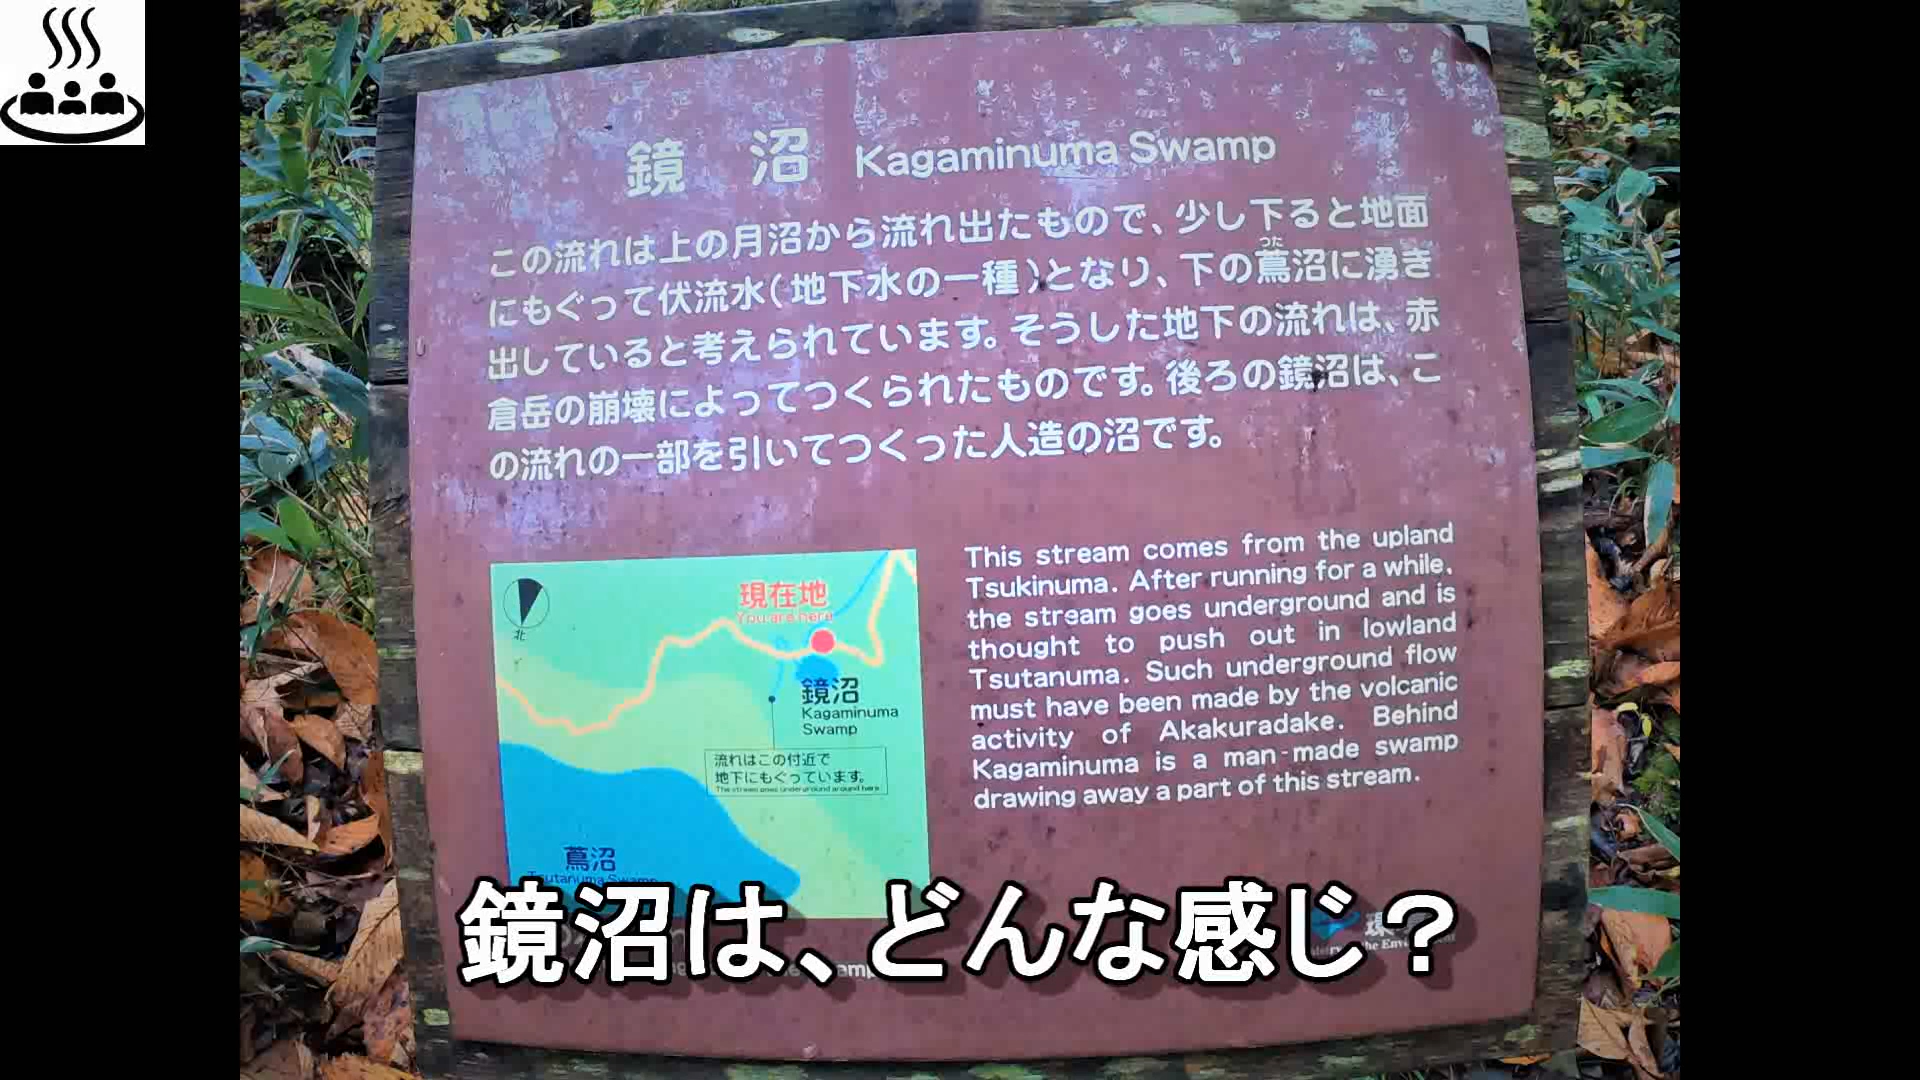 鏡 沼 Kagaminuma Swamp
この流れは上の月沼から流れ出たもので、少し下ると地面
つた
にもぐって伏流水(地下水の一種)となり、下の蔦沼に湧き
出していると考えられています。そうした地下の流れは、赤
倉岳の崩壊によってつくられたものです。後ろの鏡沼は、こ
の流れの一部を引いてつくった人造の沼です。
現在地
You are here
北
鏡沼
Kagaminuma
Swamp
流れはこの付近で
地下にもぐっています。
The stream goes underground around here
蔦沼
Tsutanuma Swamp
This stream comes from the upland
Tsukinuma. After running for a while,
the stream goes underground and is
thought to push out in lowland
Tsutanuma. Such underground flow
must have been made by the volcanic
activity of Akakuradake. Behind
Kagaminuma is a man-made swamp
drawing away a part of this stream.
鏡沼は、どんな感じ?